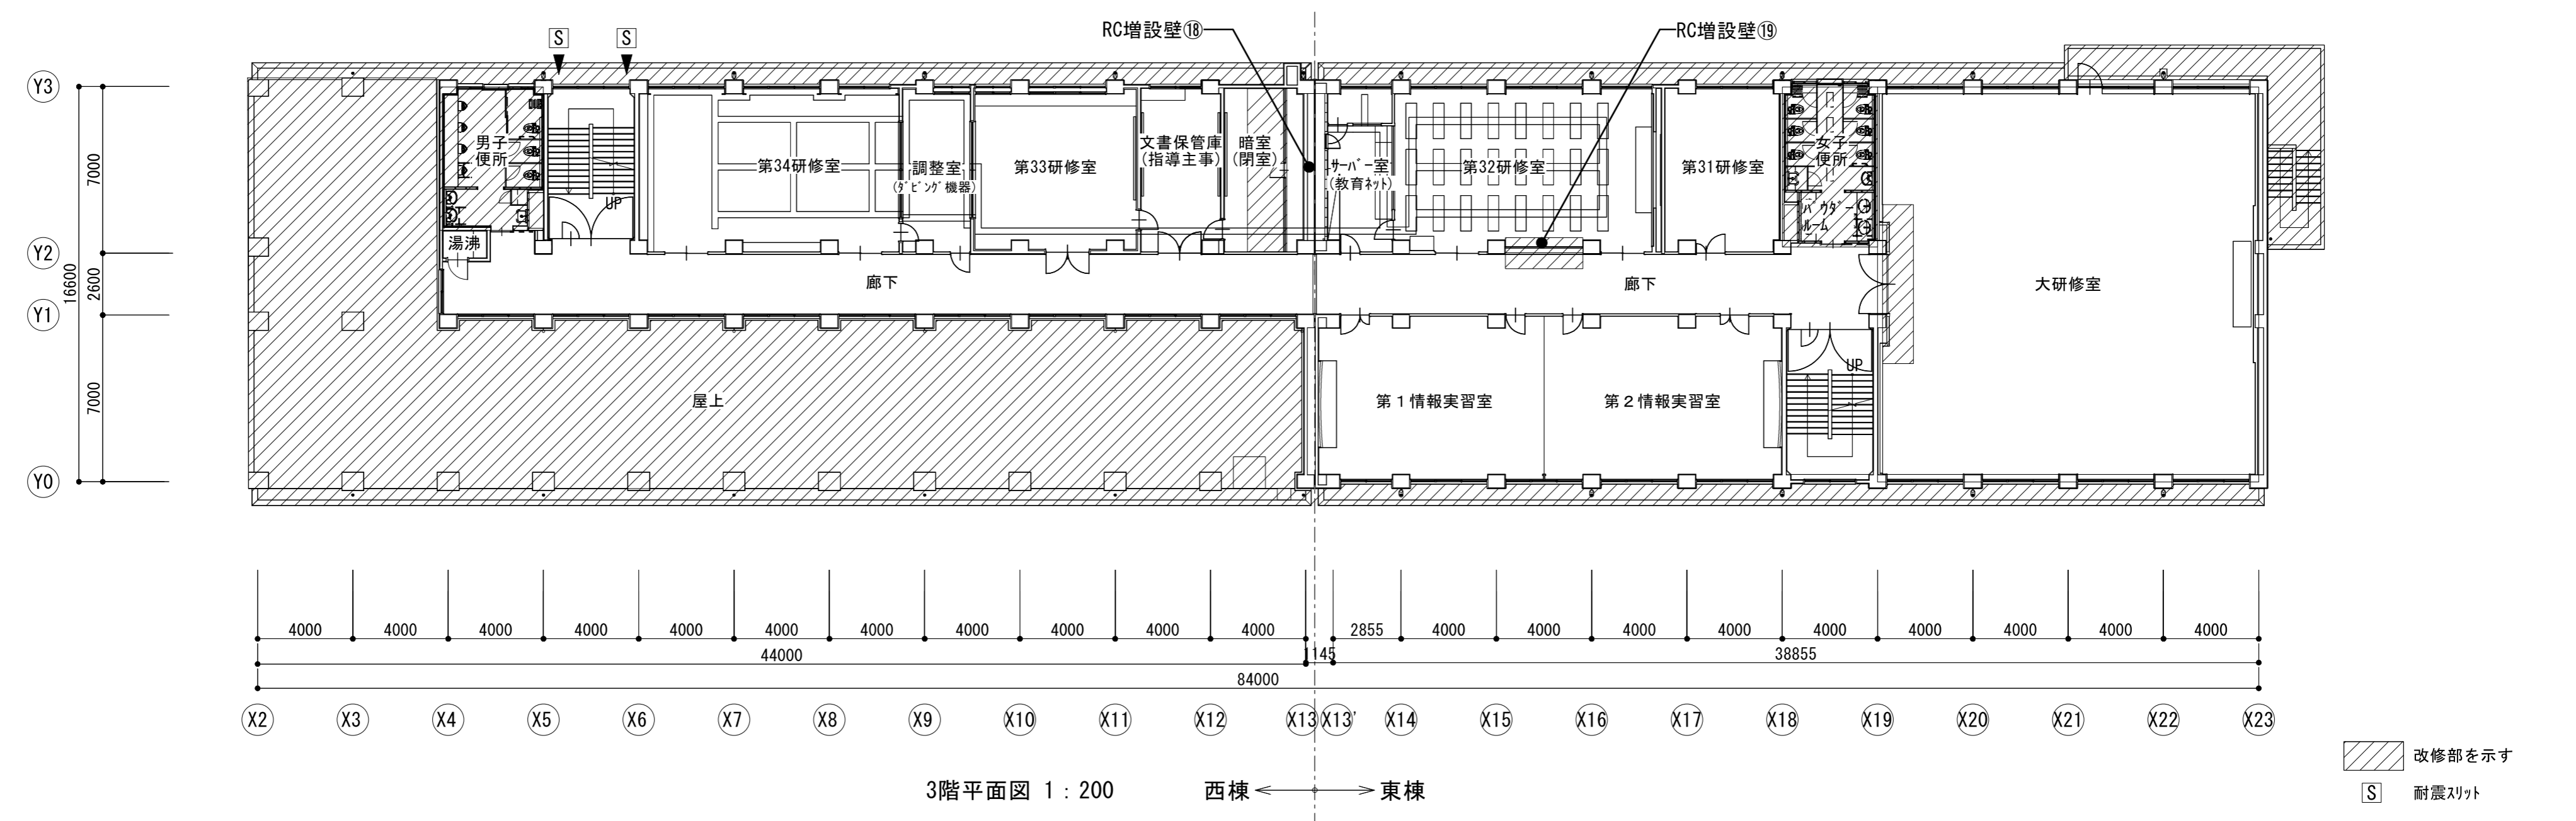 RC増設壁⑱
RC増設壁⑲
S
S
Y3
Y2
Y1
Y0
7000
2600
7000
16600
男子
便所
湯沸
UP
第34研修室
調整室
(ﾀﾞﾋﾞﾝｸﾞ機器)
第33研修室
文書保管庫
(指導主事)
暗室
(閉室)
ｻｰﾊﾞｰ室
(教育ﾈｯﾄ)
第32研修室
第31研修室
女子
便所
ﾊﾟｳﾀﾞｰ
ﾙｰﾑ
廊下
廊下
大研修室
屋上
第１情報実習室
第２情報実習室
UP
4000 4000 4000 4000 4000 4000 4000 4000 4000 4000 4000 2855 4000 4000 4000 4000 4000 4000 4000 4000 4000
44000 1145 38855
84000
X2 X3 X4 X5 X6 X7 X8 X9 X10 X11 X12 X13 X13' X14 X15 X16 X17 X18 X19 X20 X21 X22 X23
3階平面図 1：200
西棟 東棟
改修部を示す
S 耐震ｽﾘｯﾄ